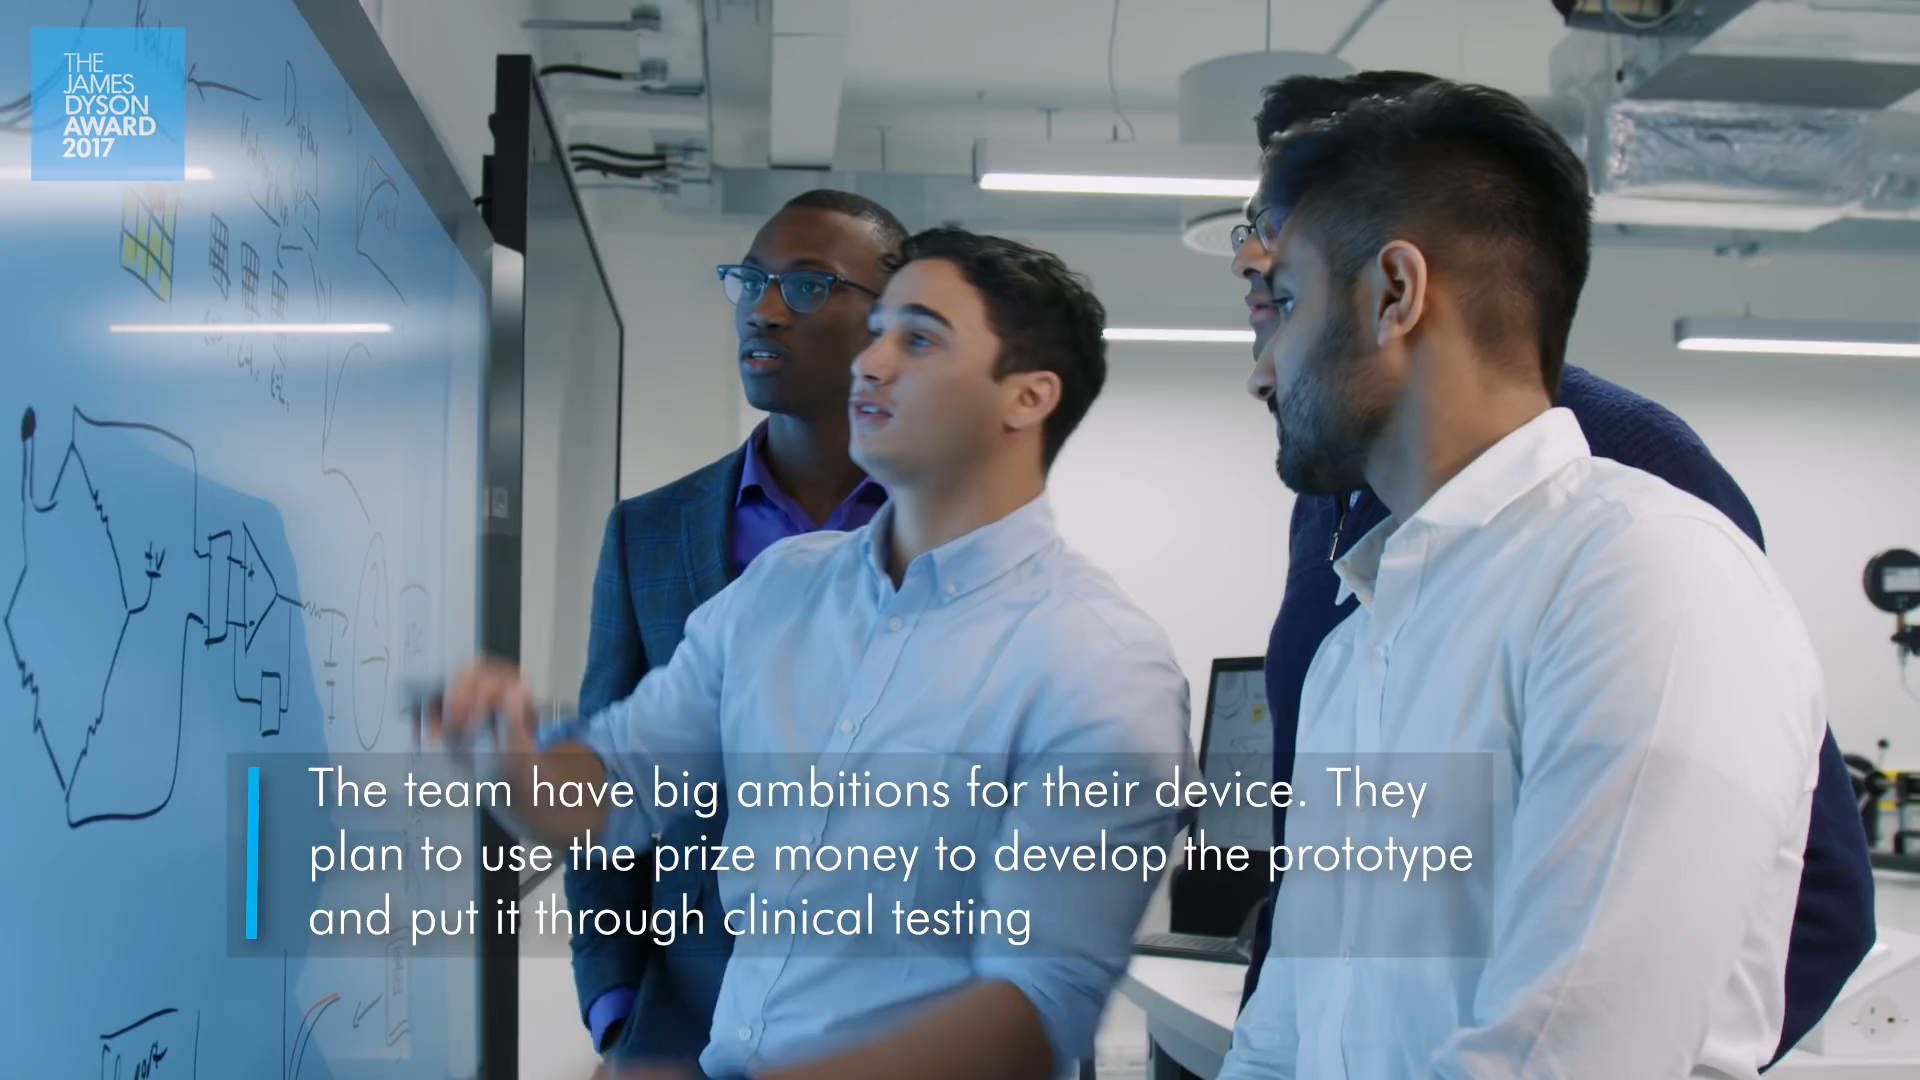 THE
JAMES
DYSON
AWARD
2017
+V
The team have big ambitions for their device. They
plan to use the prize money to develop the prototype
and put it through clinical testing